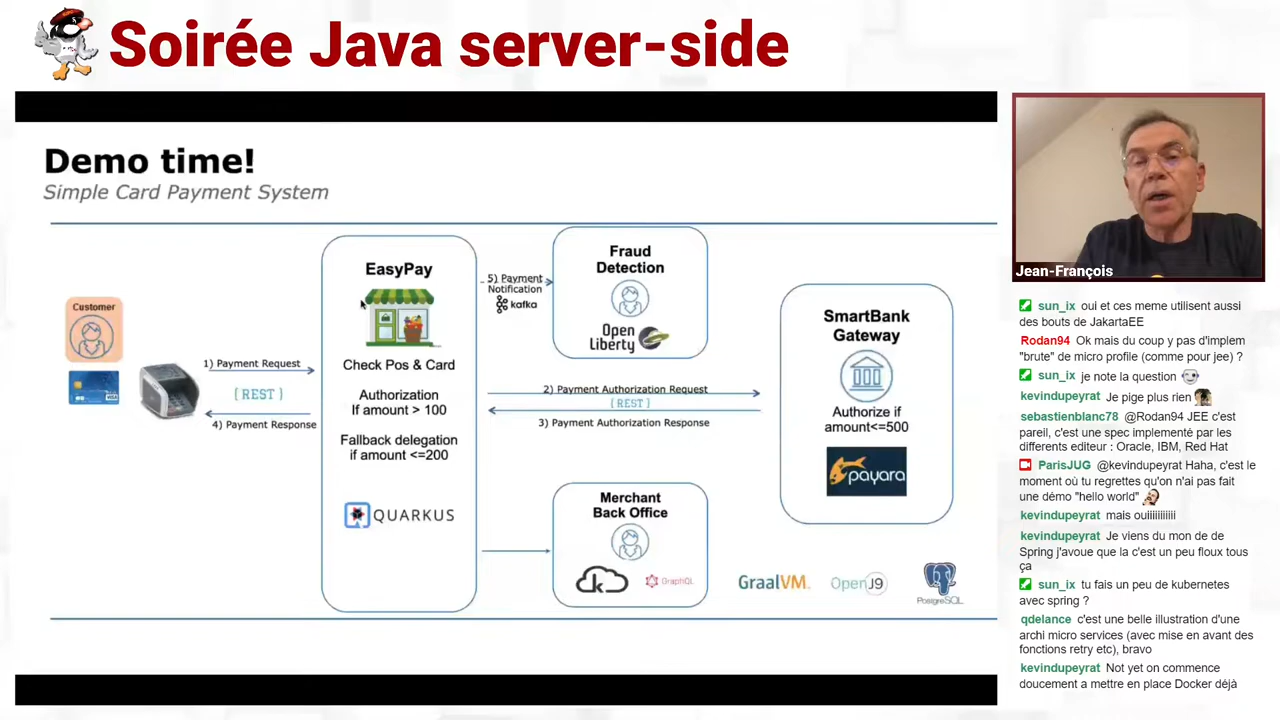 Soirée Java server-side
Demo time!
Simple Card Payment System
Customer
VISA
1) Payment Request
{ REST }
4) Payment Response
EasyPay
Check Pos & Card
Authorization
If amount > 100
Fallback delegation
if amount <=200
QUARKUS
5) Payment
Notification
kafka
Fraud
Detection
Open
Liberty
2) Payment Authorization Request
{ REST }
3) Payment Authorization Response
SmartBank
Gateway
Authorize if
amount<=500
payara
Merchant
Back Office
k
GraphQL
GraalVM.
OpenJ9
PostgreSQL
Jean-François
sun_ix oui et ces meme utilisent aussi
des bouts de JakartaEE
Rodan94 Ok mais du coup y pas d'implem
"brute" de micro profile (comme pour jee) ?
sun_ix je note la question
kevindupeyrat Je pige plus rien
sebastienblanc78 @Rodan94 JEE c'est
pareil, c'est une spec implementé par les
differents editeur : Oracle, IBM, Red Hat
ParisJUG @kevindupeyrat Haha, c'est le
moment où tu regrettes qu'on n'ai pas fait
une démo "hello world"
kevindupeyrat mais ouiiiiiiiiiii
kevindupeyrat Je viens du mon de de
Spring j'avoue que la c'est un peu floux tous
ça
sun_ix tu fais un peu de kubernetes
avec spring ?
qdelance c'est une belle illustration d'une
archi micro services (avec mise en avant des
fonctions retry etc), bravo
kevindupeyrat Not yet on commence
doucement a mettre en place Docker déjà